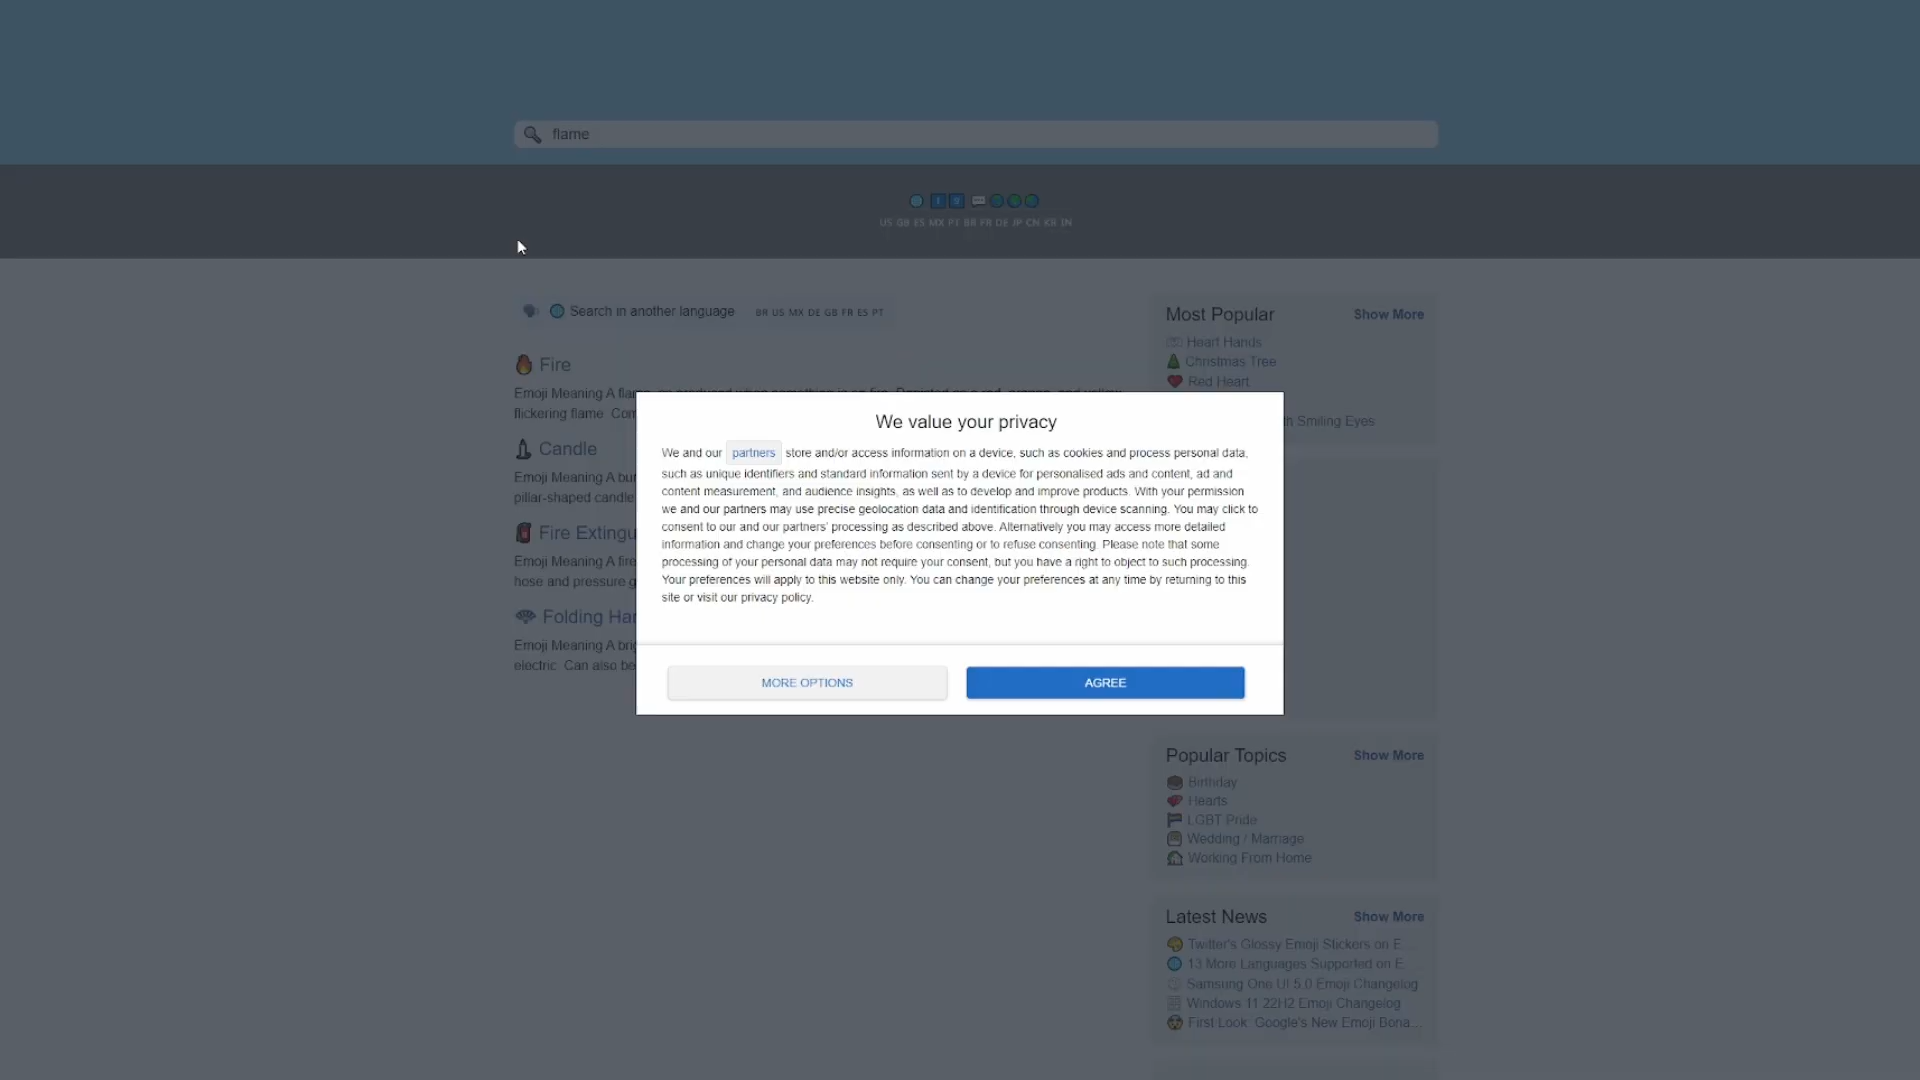 flame
US GB ES MX PT BR FR DE JP CN KR IN
Search in another language BR US MX DE GB FR ES PT
Fire
Emoji Meaning A
flickering flame
Candle
Emoji Meaning A
pillar-shaped candle
Fire
Emoji Meaning A
hose and pressure
Folding
Emoji Meaning A
electric. Can also be
We value your privacy
We and our partners store and/or access information on a device, such as cookies and process personal data,
such as unique identifiers and standard information sent by a device for personalised ads and content, ad and
content measurement, and audience insights, as well as to develop and improve products. With your permission
we and our partners may use precise geolocation data and identification through device scanning. You may click to
consent to our and our partners' processing as described above. Alternatively you may access more detailed
information and change your preferences before consenting or to refuse consenting. Please note that some
processing of your personal data may not require your consent, but you have a right to object to such processing.
Your preferences will apply to this website only. You can change your preferences at any time by returning to this
site or visit our privacy policy.
MORE OPTIONS AGREE
Most Popular Show More
Heart Hands
Christmas Tree
Red Heart
Smiling Eyes
Popular Topics Show More
Birthday
Hearts
LGBT Pride
Wedding / Marriage
Working From Home
Latest News Show More
Twitter's Glossy Emoji Stickers on E...
13 More Languages Supported on E...
Samsung One UI 5.0 Emoji Changelog
Windows 11 22H2 Emoji Changelog
First Look: Google's New Emoji Bona...